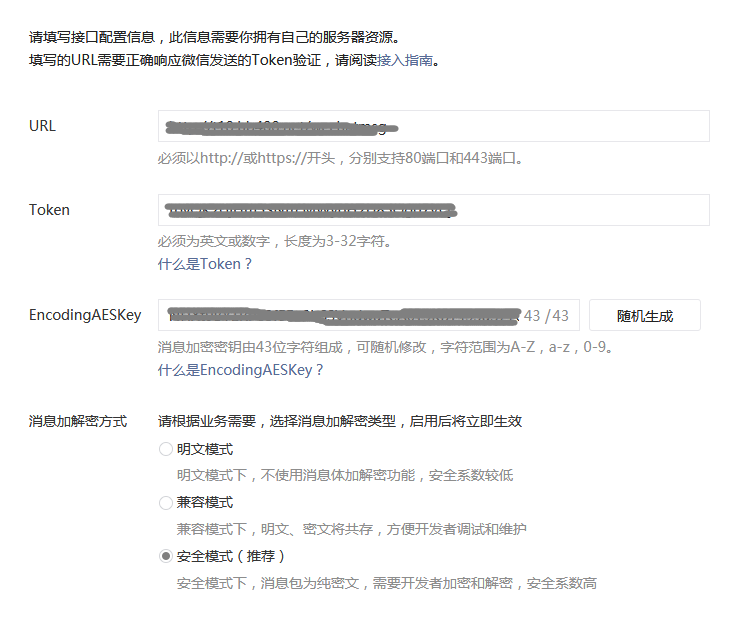 请填写接口配置信息，此信息需要你拥有自己的服务器资源。
填写的URL需要正确响应微信发送的Token验证，请阅读接入指南。
URL
必须以http://或https://开头，分别支持80端口和443端口。
Token
必须为英文或数字，长度为3-32字符。
什么是Token？
EncodingAESKey 43 /43 随机生成
消息加密密钥由43位字符组成，可随机修改，字符范围为A-Z，a-z，0-9。
什么是EncodingAESKey？
消息加解密方式 请根据业务需要，选择消息加解密类型，启用后将立即生效
明文模式
明文模式下，不使用消息体加解密功能，安全系数较低
兼容模式
兼容模式下，明文、密文将共存，方便开发者调试和维护
安全模式（推荐）
安全模式下，消息包为纯密文，需要开发者加密和解密，安全系数高